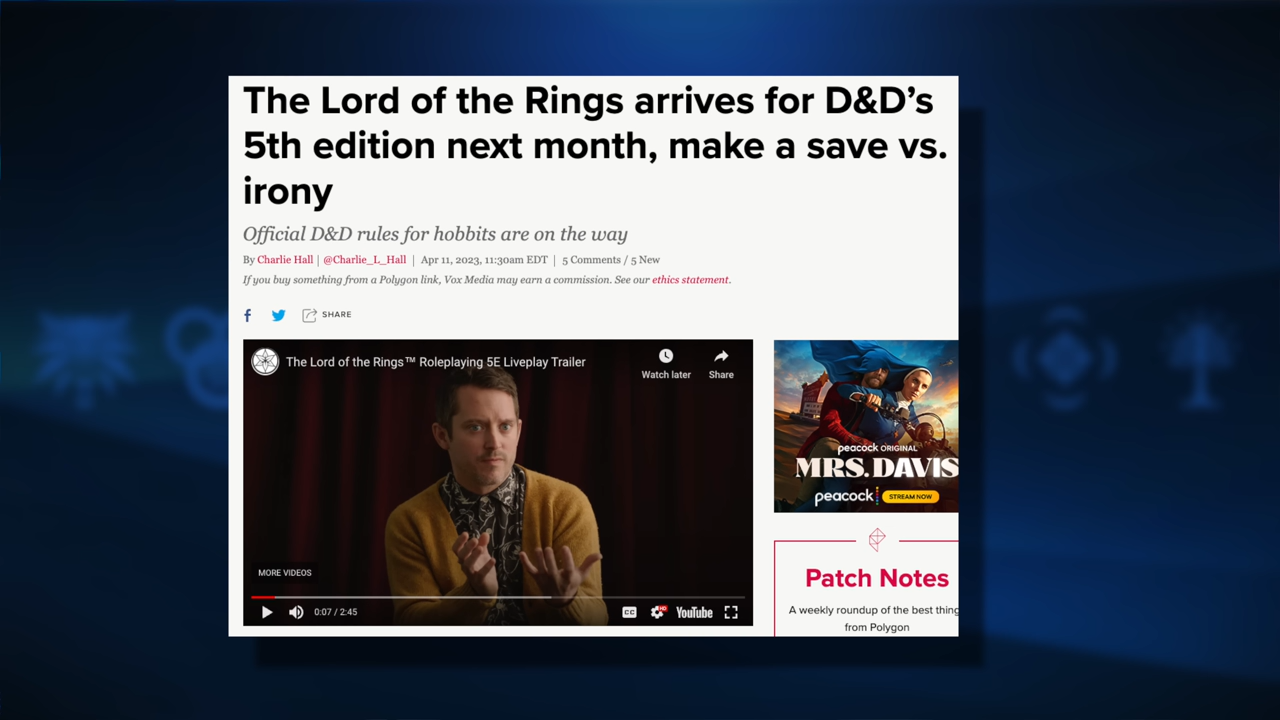 The Lord of the Rings arrives for D&D’s
5th edition next month, make a save vs.
irony
Official D&D rules for hobbits are on the way
By Charlie Hall | @Charlie_L_Hall | Apr 11, 2023, 11:30am EDT | 5 Comments / 5 New
If you buy something from a Polygon link, Vox Media may earn a commission. See our ethics statement.
SHARE
The Lord of the Rings™ Roleplaying 5E Liveplay Trailer
Watch later
Share
MORE VIDEOS
0:07 / 2:45
CC
HD
YouTube
peacock ORIGINAL
MRS. DAVIS
peacock
STREAM NOW
Patch Notes
A weekly roundup of the best thing
from Polygon